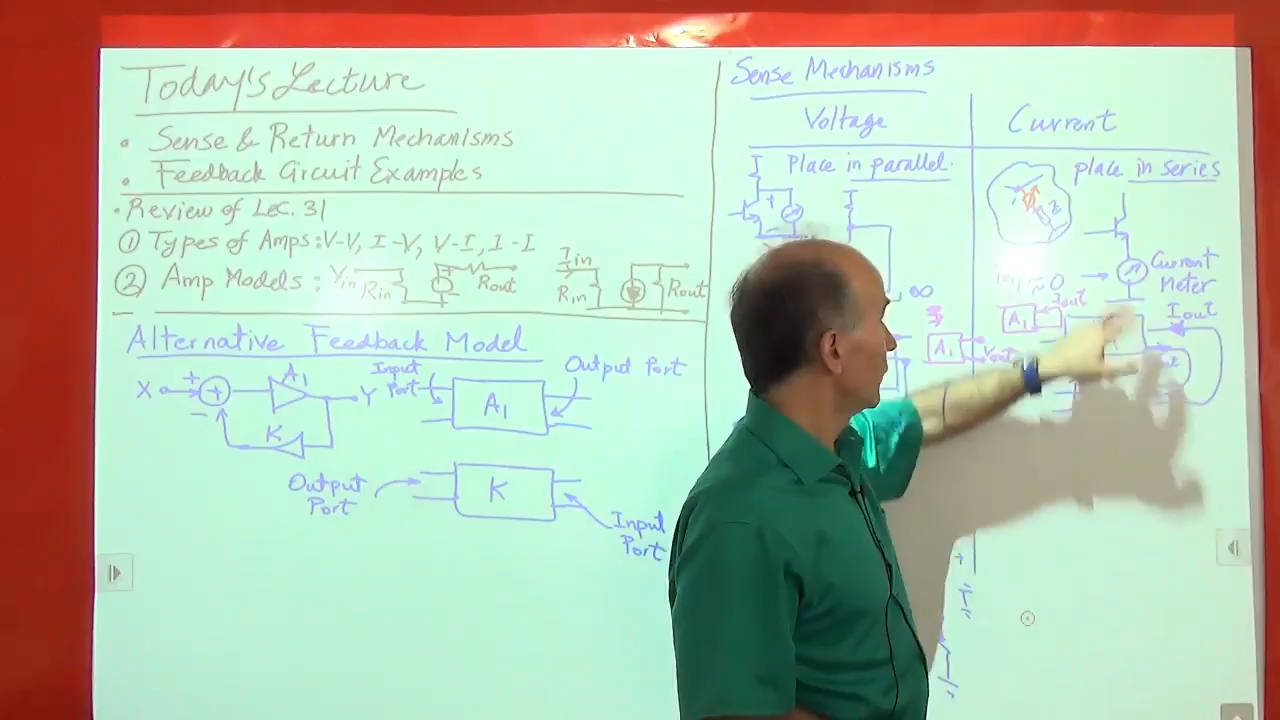 Today's Lecture
• Sense & Return Mechanisms
• Feedback Circuit Examples
• Review of Lec. 31
① Types of Amps: V-V, I-V, V-I, I-I
② Amp Models: Vin Rin Rout Iin Rin Rout
Alternative Feedback Model
X + + − A1 K Y
Input Port A1 Output Port
Output Port K Input Port
Sense Mechanisms
Voltage
Place in parallel.
+
∞
A1
Vout
Current
place in series
Current
Meter
≈ 0
A1 Iout
Iout